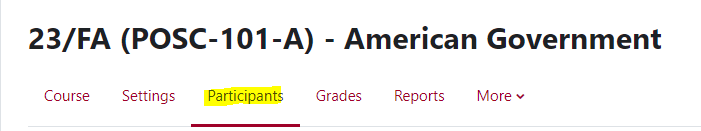 23/FA (POSC-101-A) - American Government
Course Settings Participants Grades Reports More